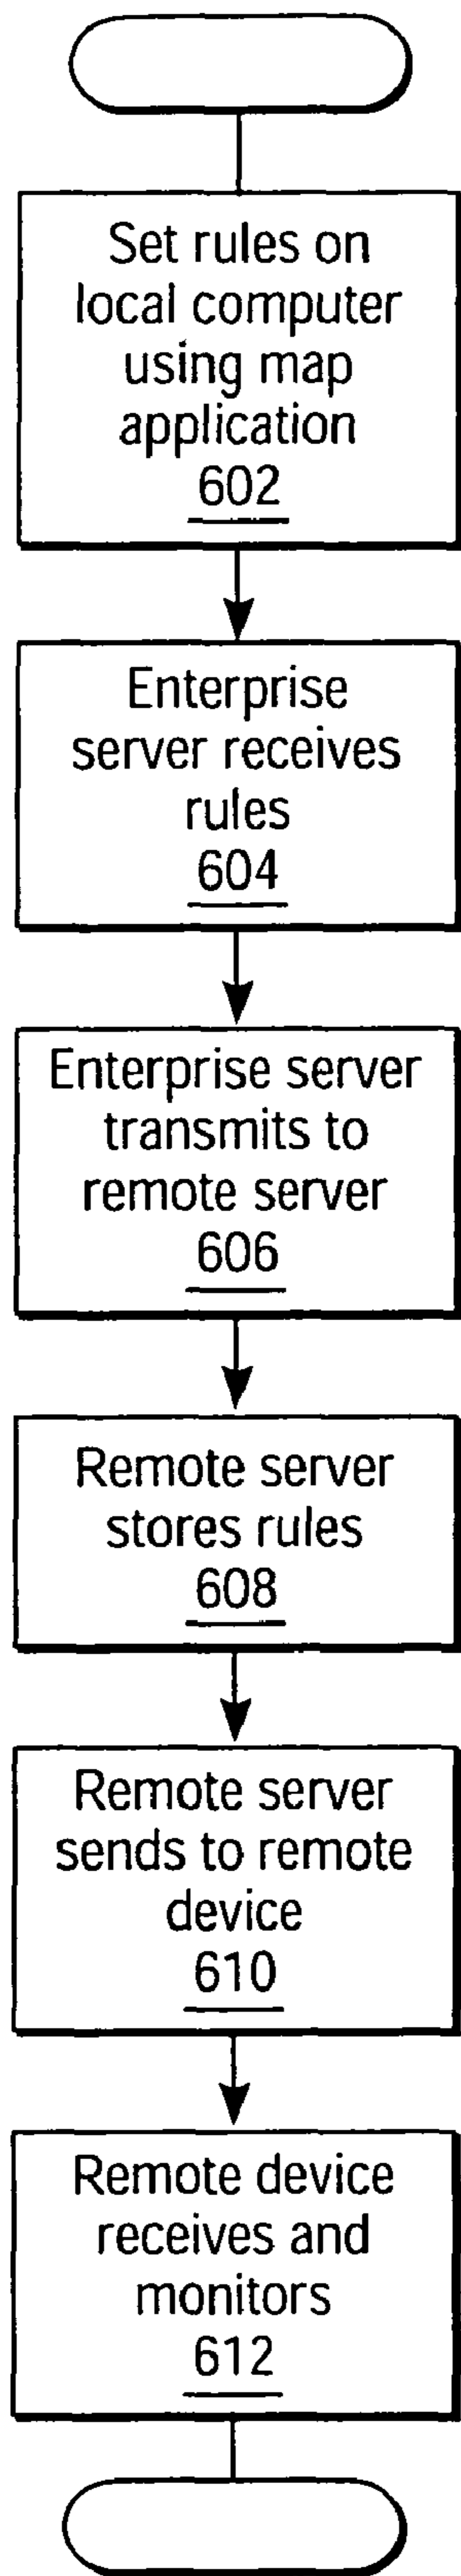 Set rules on
local computer
using map
application
602
Enterprise
server receives
rules
604
Enterprise server
transmits to
remote server
606
Remote server
stores rules
608
Remote server
sends to remote
device
610
Remote device
receives and
monitors
612